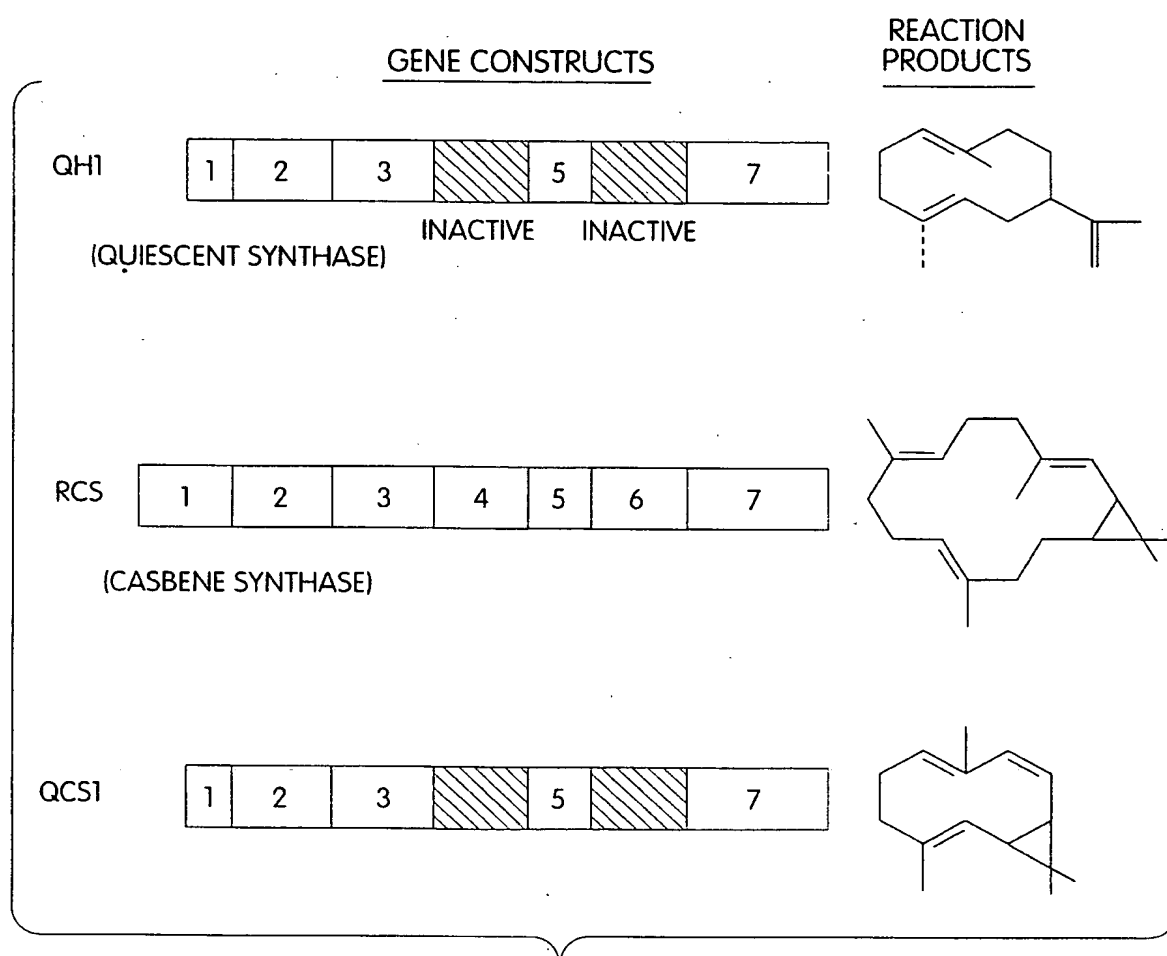 GENE CONSTRUCTS
REACTION
PRODUCTS
QH1
1 2 3 5 7
INACTIVE INACTIVE
(QUIESCENT SYNTHASE)
RCS
1 2 3 4 5 6 7
(CASBENE SYNTHASE)
QCS1
1 2 3 5 7